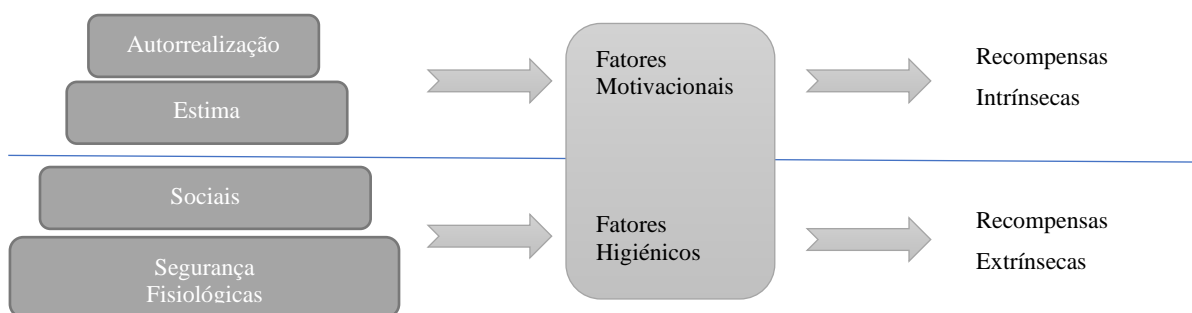 Autorrealização
Estima
Sociais
Segurança
Fisiológicas
Fatores
Motivacionais
Fatores
Higiénicos
Recompensas
Intrínsecas
Recompensas
Extrínsecas